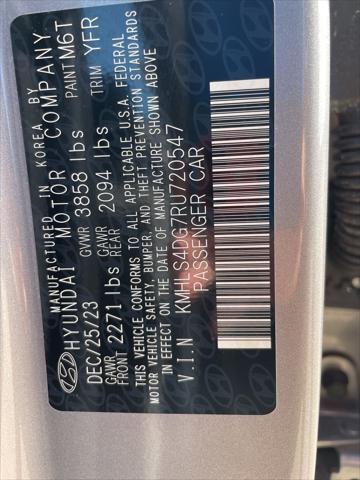 MANUFACTURED IN KOREA BY
HYUNDAI MOTOR COMPANY
DEC/25/23 GVWR 3858 lbs PAINT M6T
GAWR FRONT 2271 lbs GAWR REAR 2094 lbs TRIM YFR
THIS VEHICLE CONFORMS TO ALL APPLICABLE U.S.A. FEDERAL
MOTOR VEHICLE SAFETY, BUMPER, AND THEFT PREVENTION STANDARDS
IN EFFECT ON THE DATE OF MANUFACTURE SHOWN ABOVE
V.I.N KMHLS4DG7RU720547
PASSENGER CAR